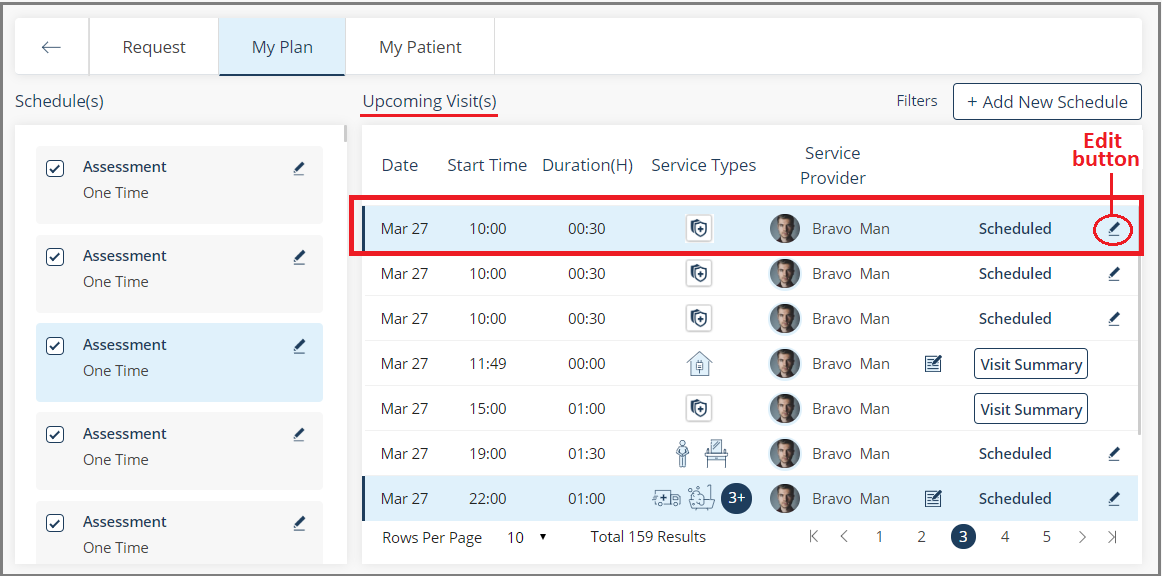 Request
My Plan
My Patient
Schedule(s)
Assessment
One Time
Assessment
One Time
Assessment
One Time
Assessment
One Time
Assessment
One Time
Upcoming Visit(s)
Filters
+ Add New Schedule
Edit
button
Date Start Time Duration(H) Service Types Service
Provider
Mar 27 10:00 00:30 Bravo Man Scheduled
Mar 27 10:00 00:30 Bravo Man Scheduled
Mar 27 10:00 00:30 Bravo Man Scheduled
Mar 27 11:49 00:00 Bravo Man Visit Summary
Mar 27 15:00 01:00 Bravo Man Visit Summary
Mar 27 19:00 01:30 Bravo Man Scheduled
Mar 27 22:00 01:00 3+ Bravo Man Scheduled
Rows Per Page 10 Total 159 Results 1 2 3 4 5